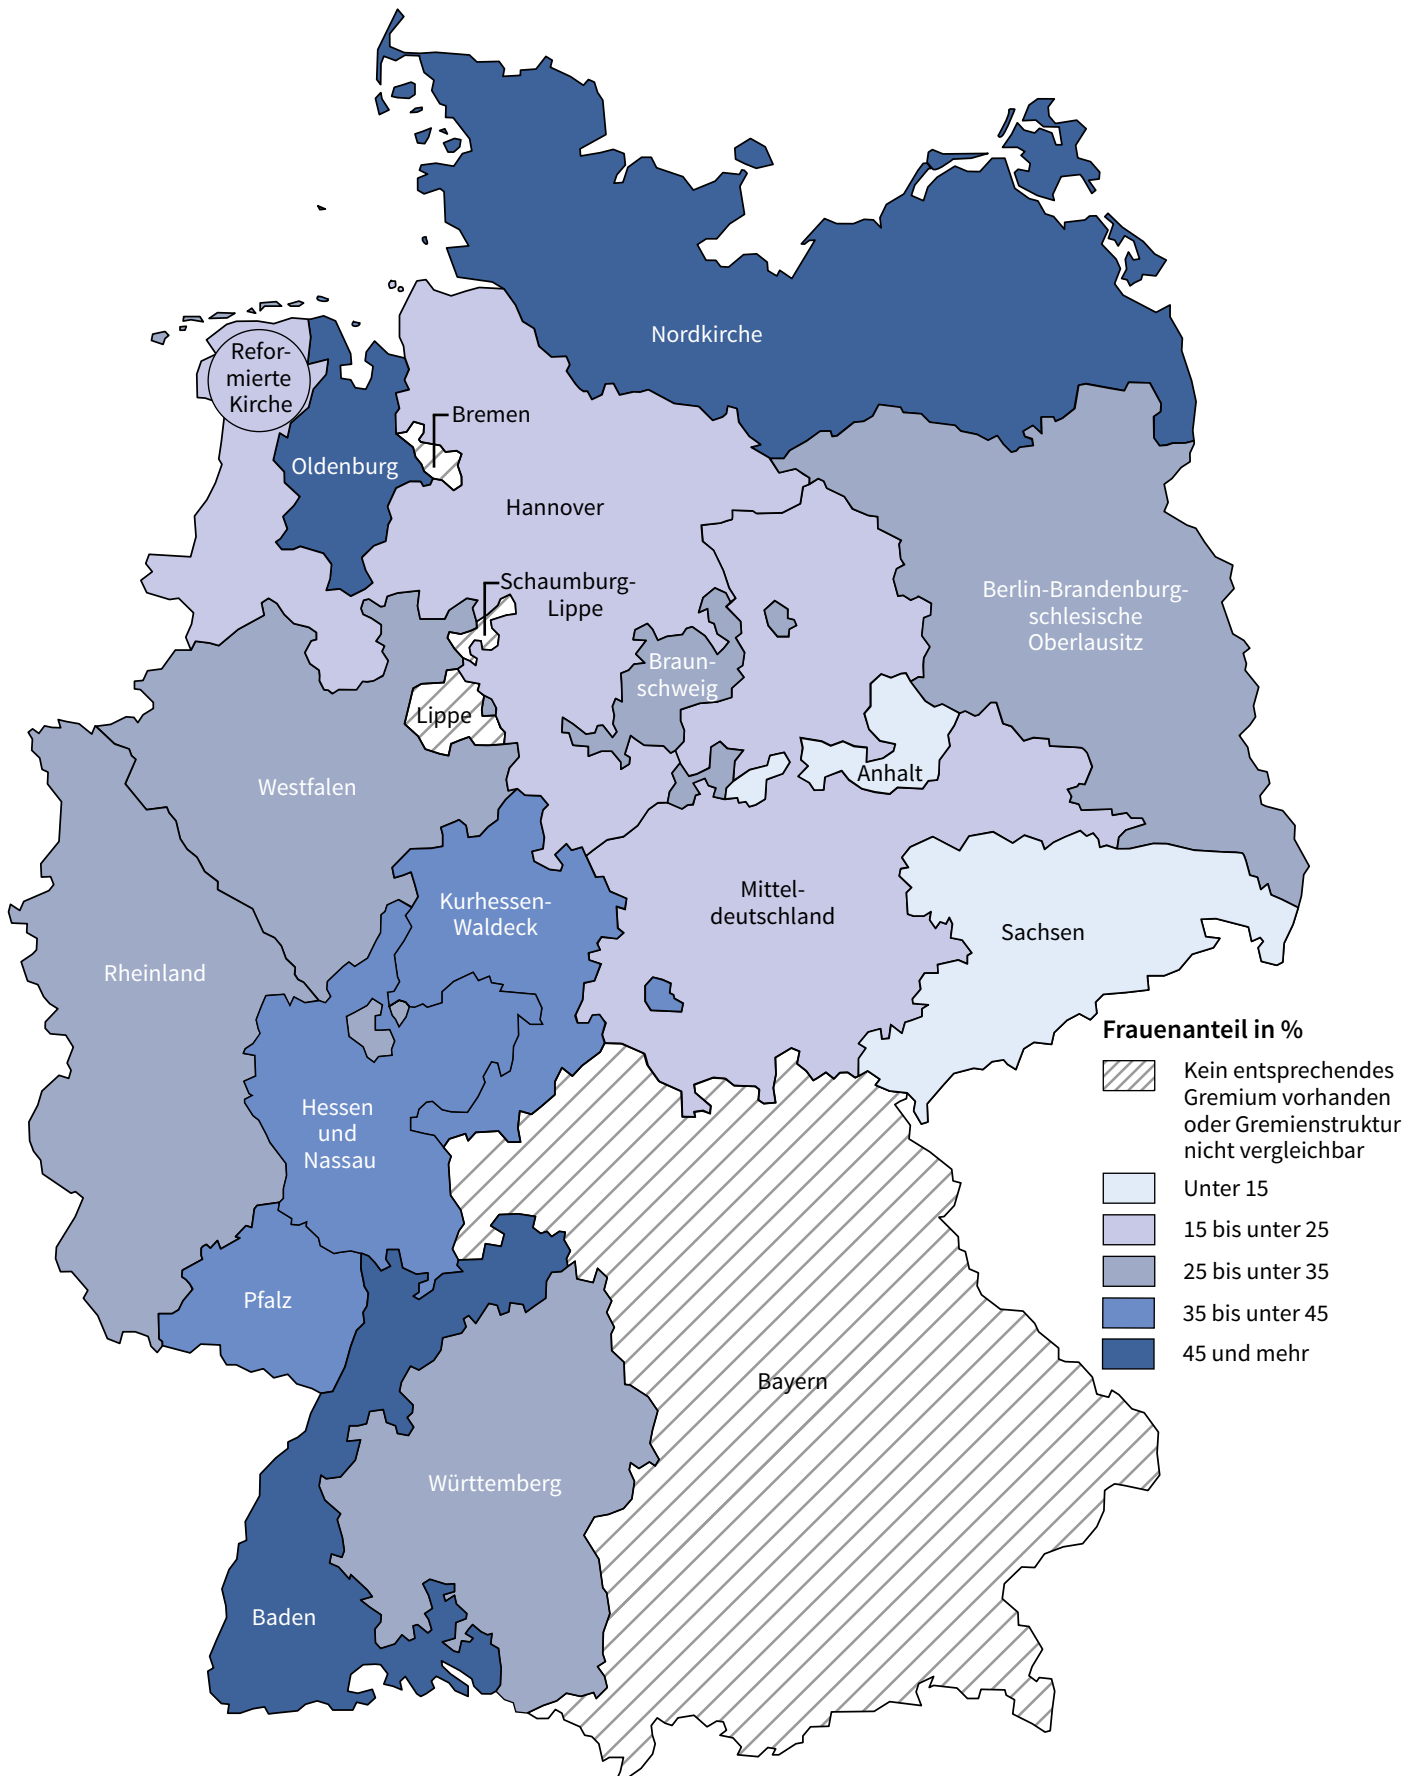 Nordkirche
Refor-
mierte
Kirche
Bremen
Oldenburg
Hannover
Schaumburg-
Lippe
Berlin-Brandenburg-
schlesische
Oberlausitz
Braun-
schweig
Lippe
Westfalen
Anhalt
Kurhessen-
Waldeck
Mittel-
deutschland
Sachsen
Rheinland
Hessen
und
Nassau
Pfalz
Bayern
Württemberg
Baden
Frauenanteil in %
Kein entsprechendes
Gremium vorhanden
oder Gremienstruktur
nicht vergleichbar
Unter 15
15 bis unter 25
25 bis unter 35
35 bis unter 45
45 und mehr